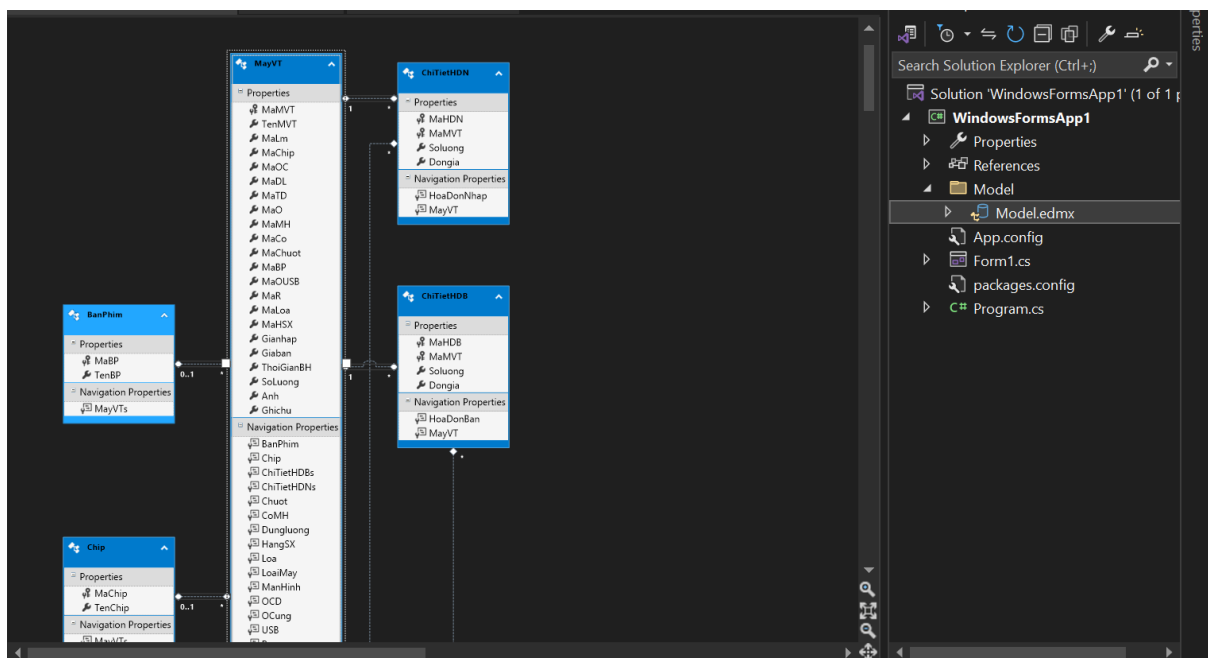 MayVT
Properties
MaMVT
TenMVT
MaLm
MaChip
MaOC
MaDL
MaTD
MaO
MaMH
MaCo
MaChuot
MaBP
MaOUSB
MaR
MaLoa
MaHSX
Gianhap
Giaban
ThoiGianBH
SoLuong
Anh
Ghichu
Navigation Properties
BanPhim
Chip
ChiTietHDBs
ChiTietHDNs
Chuot
CoMH
Dungluong
HangSX
Loa
LoaiMay
ManHinh
OCD
OCung
USB
BanPhim
Properties
MaBP
TenBP
Navigation Properties
MayVTs
0..1
*
Chip
Properties
MaChip
TenChip
Navigation Properties
MayVTs
0..1
*
ChiTietHDN
Properties
MaHDN
MaMVT
Soluong
Dongia
Navigation Properties
HoaDonNhap
MayVT
1
*
*
ChiTietHDB
Properties
MaHDB
MaMVT
Soluong
Dongia
Navigation Properties
HoaDonBan
MayVT
1
*
*
Search Solution Explorer (Ctrl+;)
Solution 'WindowsFormsApp1' (1 of 1 p
C# WindowsFormsApp1
Properties
References
Model
Model.edmx
App.config
Form1.cs
packages.config
C# Program.cs
perties